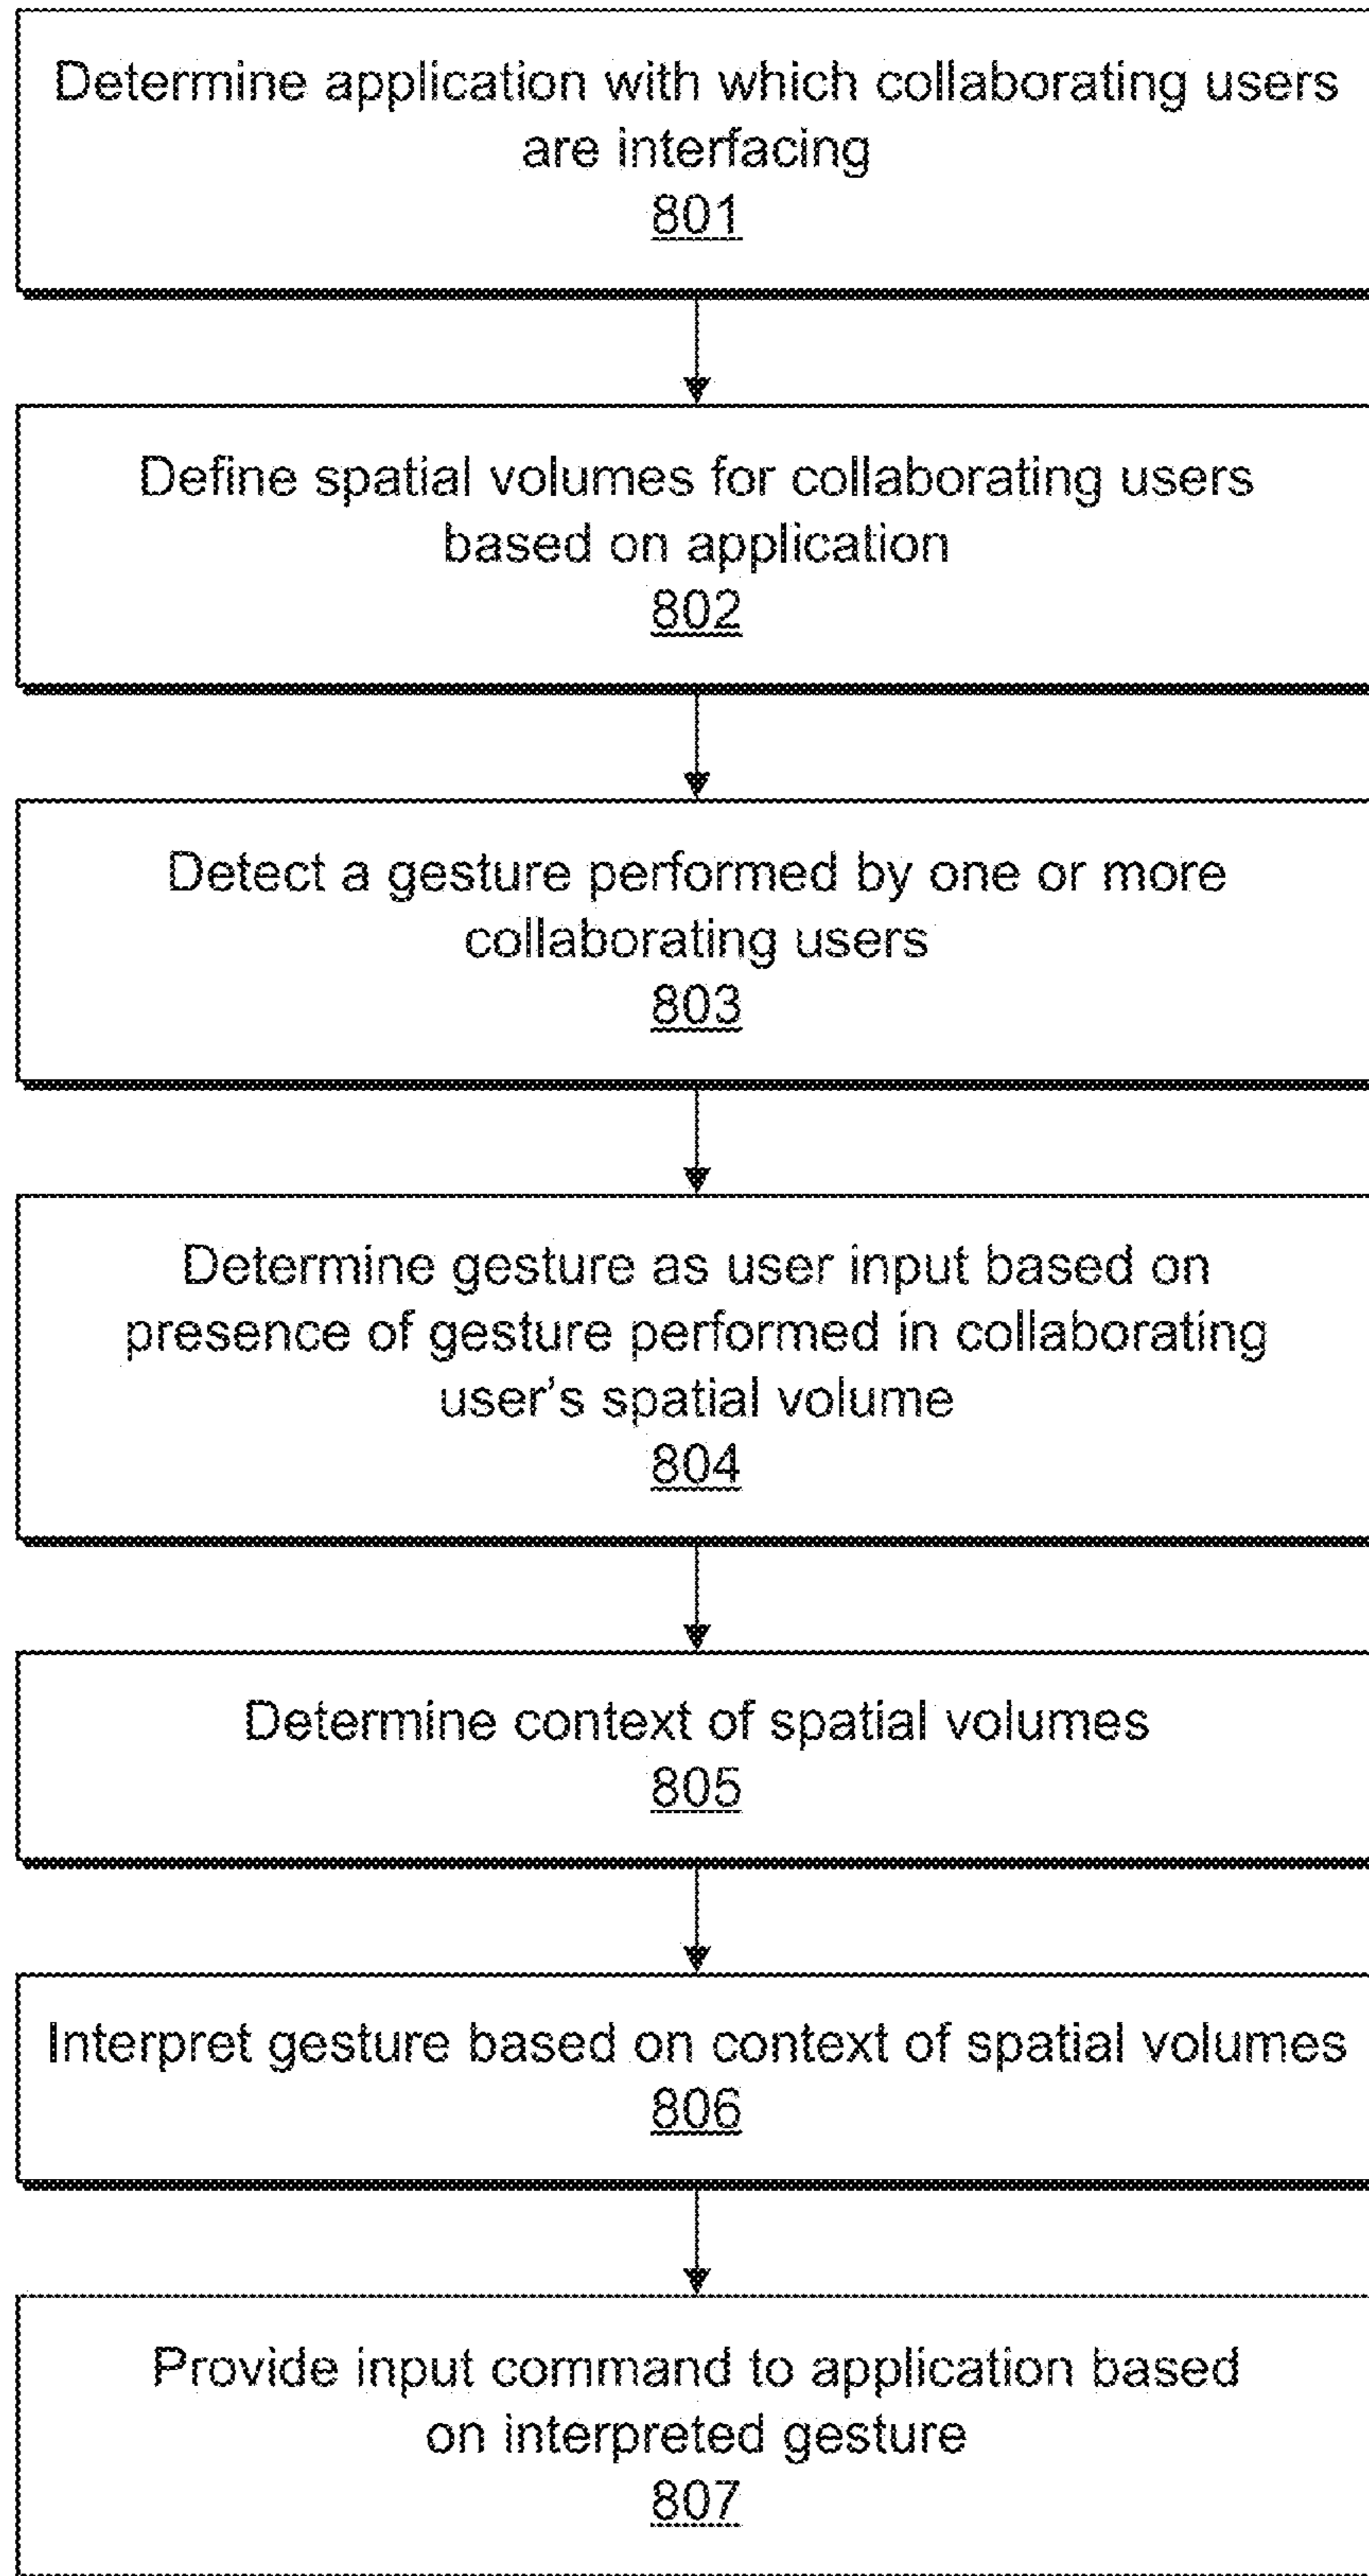 Determine application with which collaborating users
are interfacing
801
Define spatial volumes for collaborating users
based on application
802
Detect a gesture performed by one or more
collaborating users
803
Determine gesture as user input based on
presence of gesture performed in collaborating
user's spatial volume
804
Determine context of spatial volumes
805
Interpret gesture based on context of spatial volumes
806
Provide input command to application based
on interpreted gesture
807